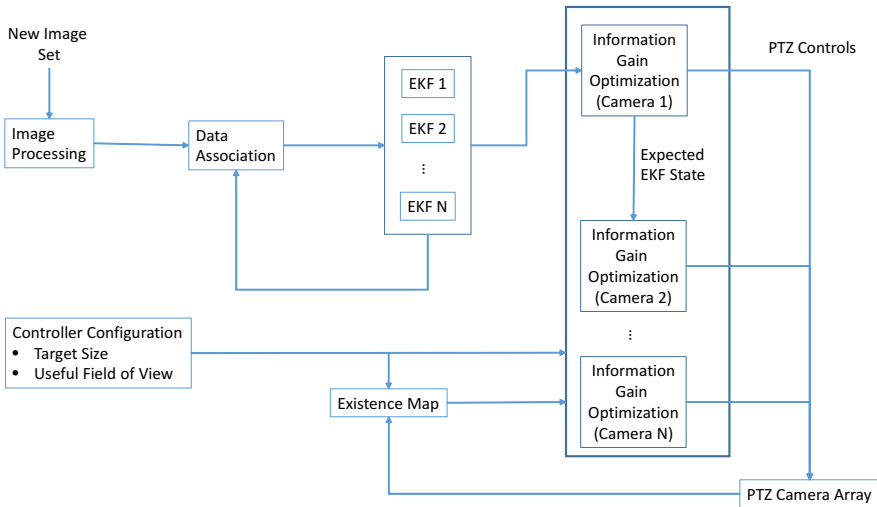 New Image
Set
Image
Processing
Data
Association
EKF 1
EKF 2
...
EKF N
Information
Gain
Optimization
(Camera 1)
PTZ Controls
Expected
EKF State
Information
Gain
Optimization
(Camera 2)
...
Controller Configuration
• Target Size
• Useful Field of View
Existence Map
Information
Gain
Optimization
(Camera N)
PTZ Camera Array